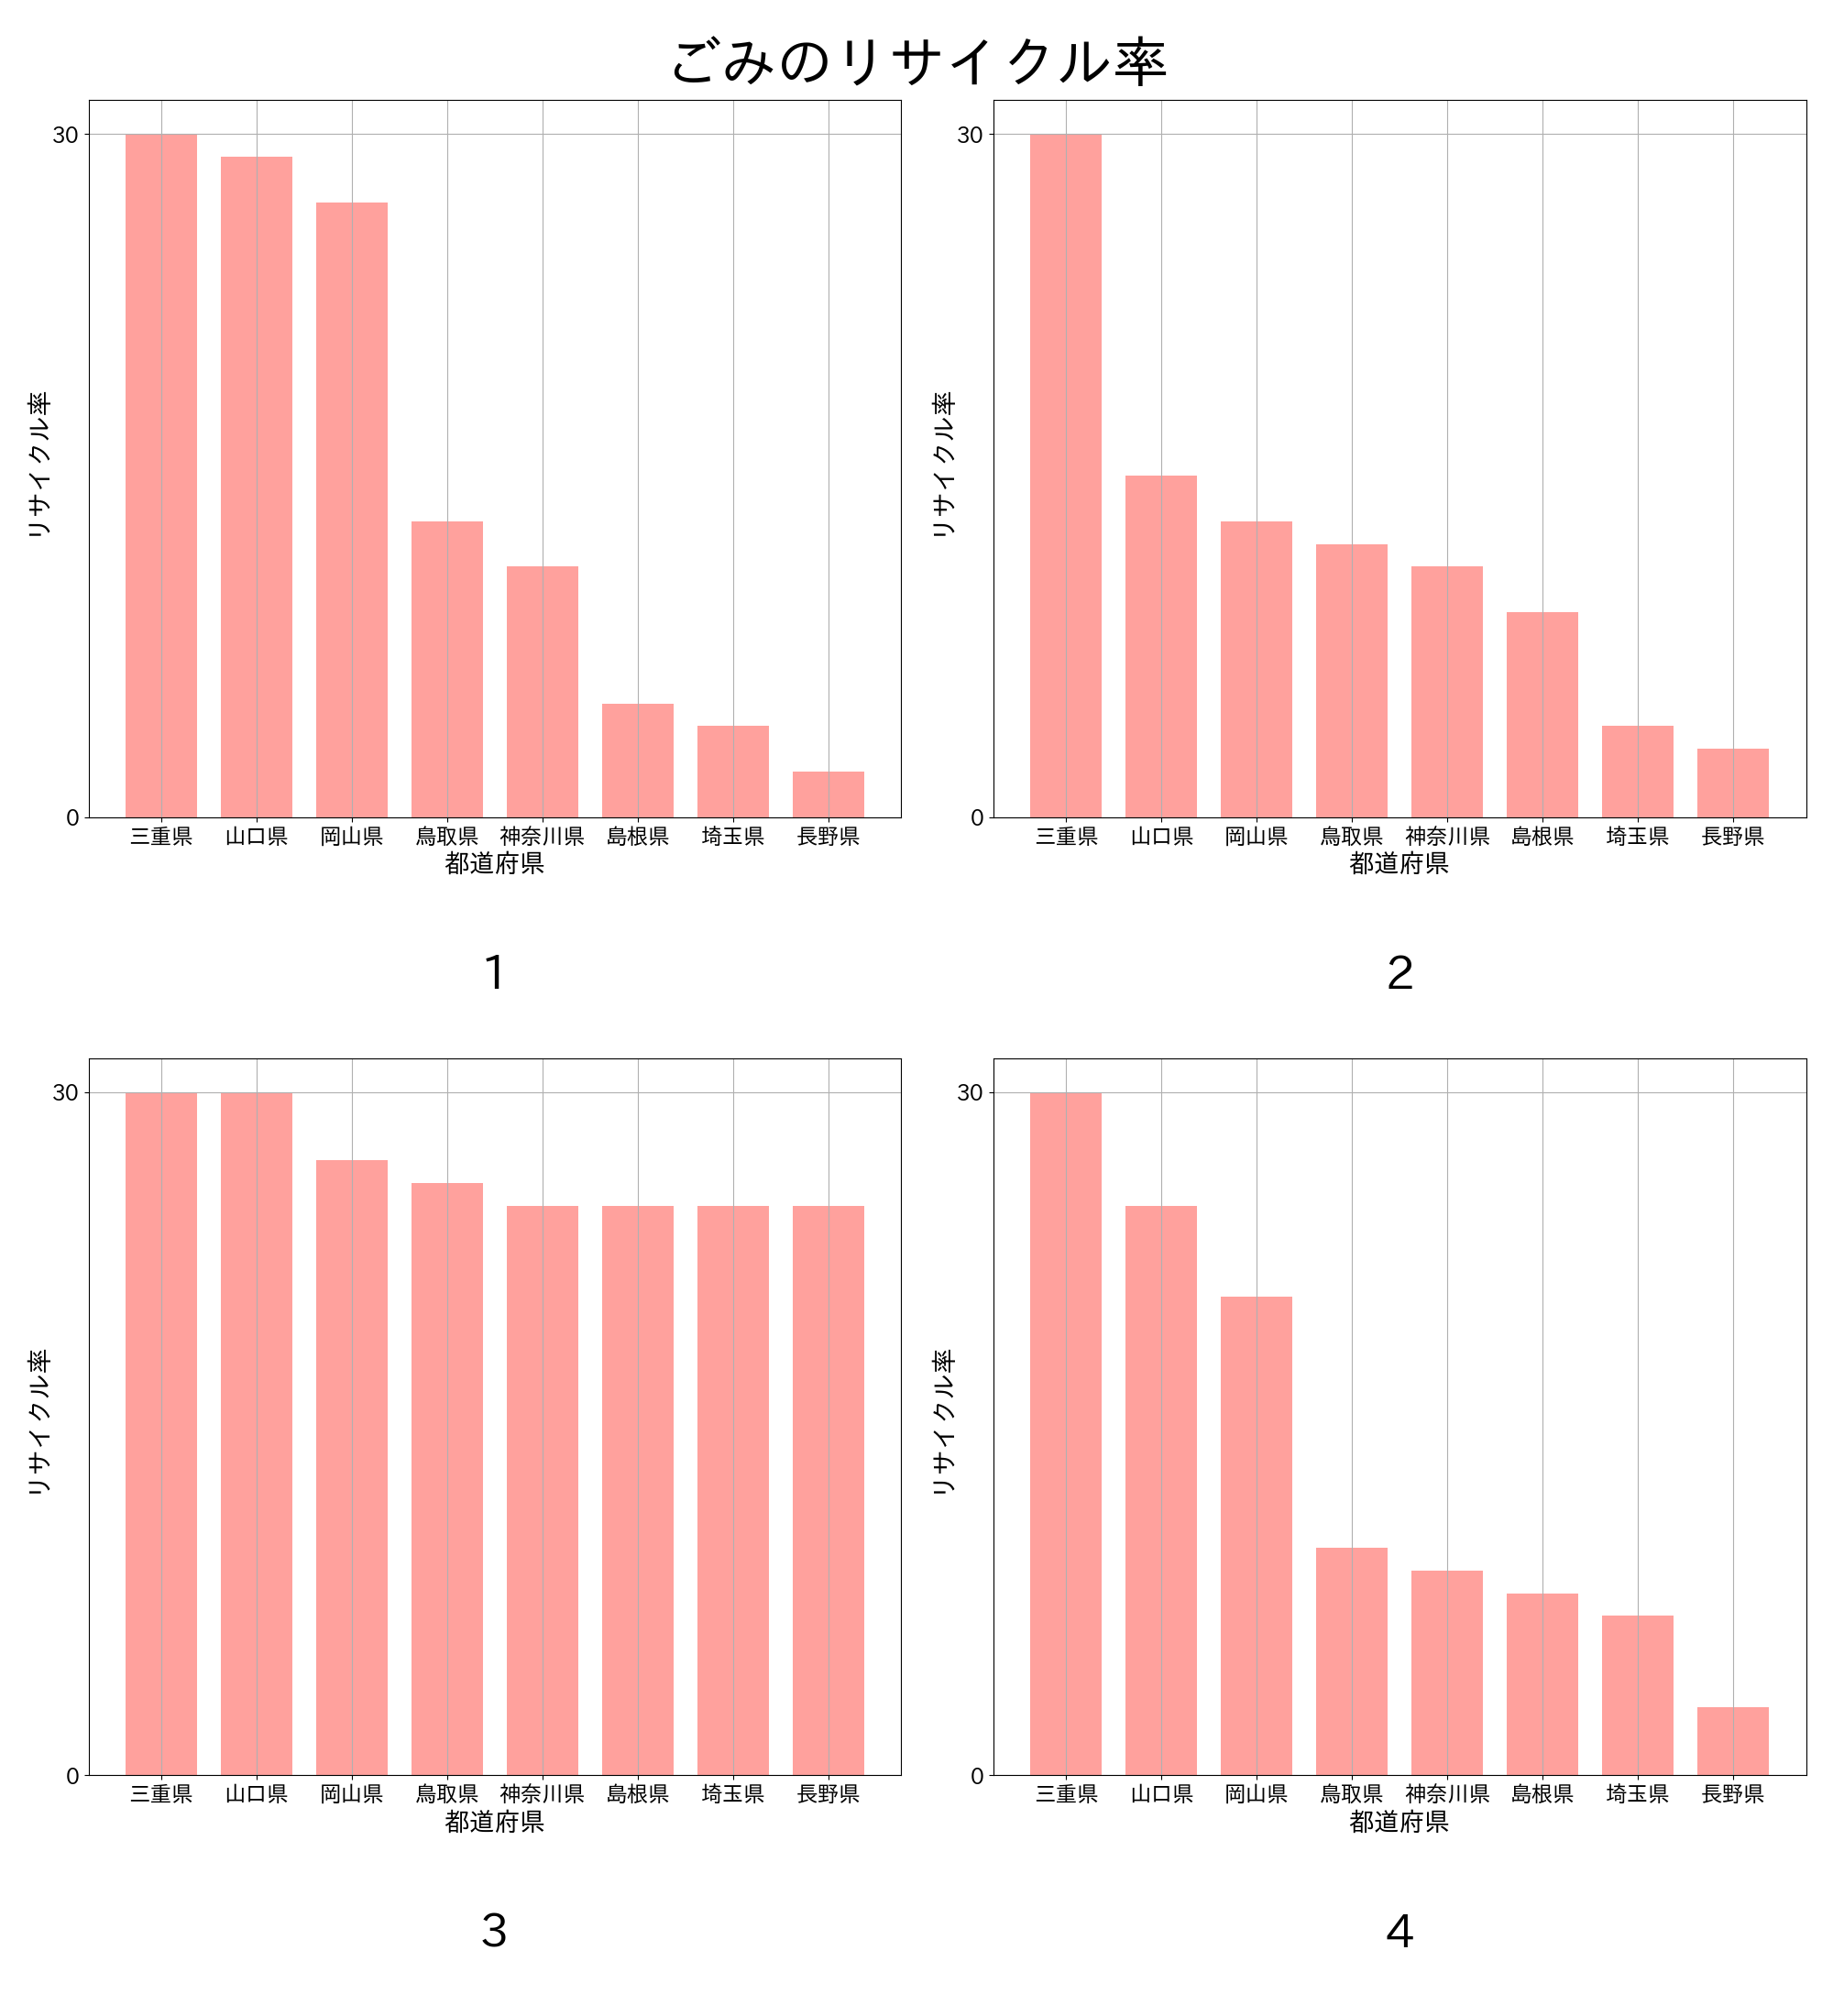 ごみのリサイクル率
30
0
リサイクル率
三重県 山口県 岡山県 鳥取県 神奈川県 島根県 埼玉県 長野県
都道府県
1
30
0
リサイクル率
三重県 山口県 岡山県 鳥取県 神奈川県 島根県 埼玉県 長野県
都道府県
2
30
0
リサイクル率
三重県 山口県 岡山県 鳥取県 神奈川県 島根県 埼玉県 長野県
都道府県
3
30
0
リサイクル率
三重県 山口県 岡山県 鳥取県 神奈川県 島根県 埼玉県 長野県
都道府県
4